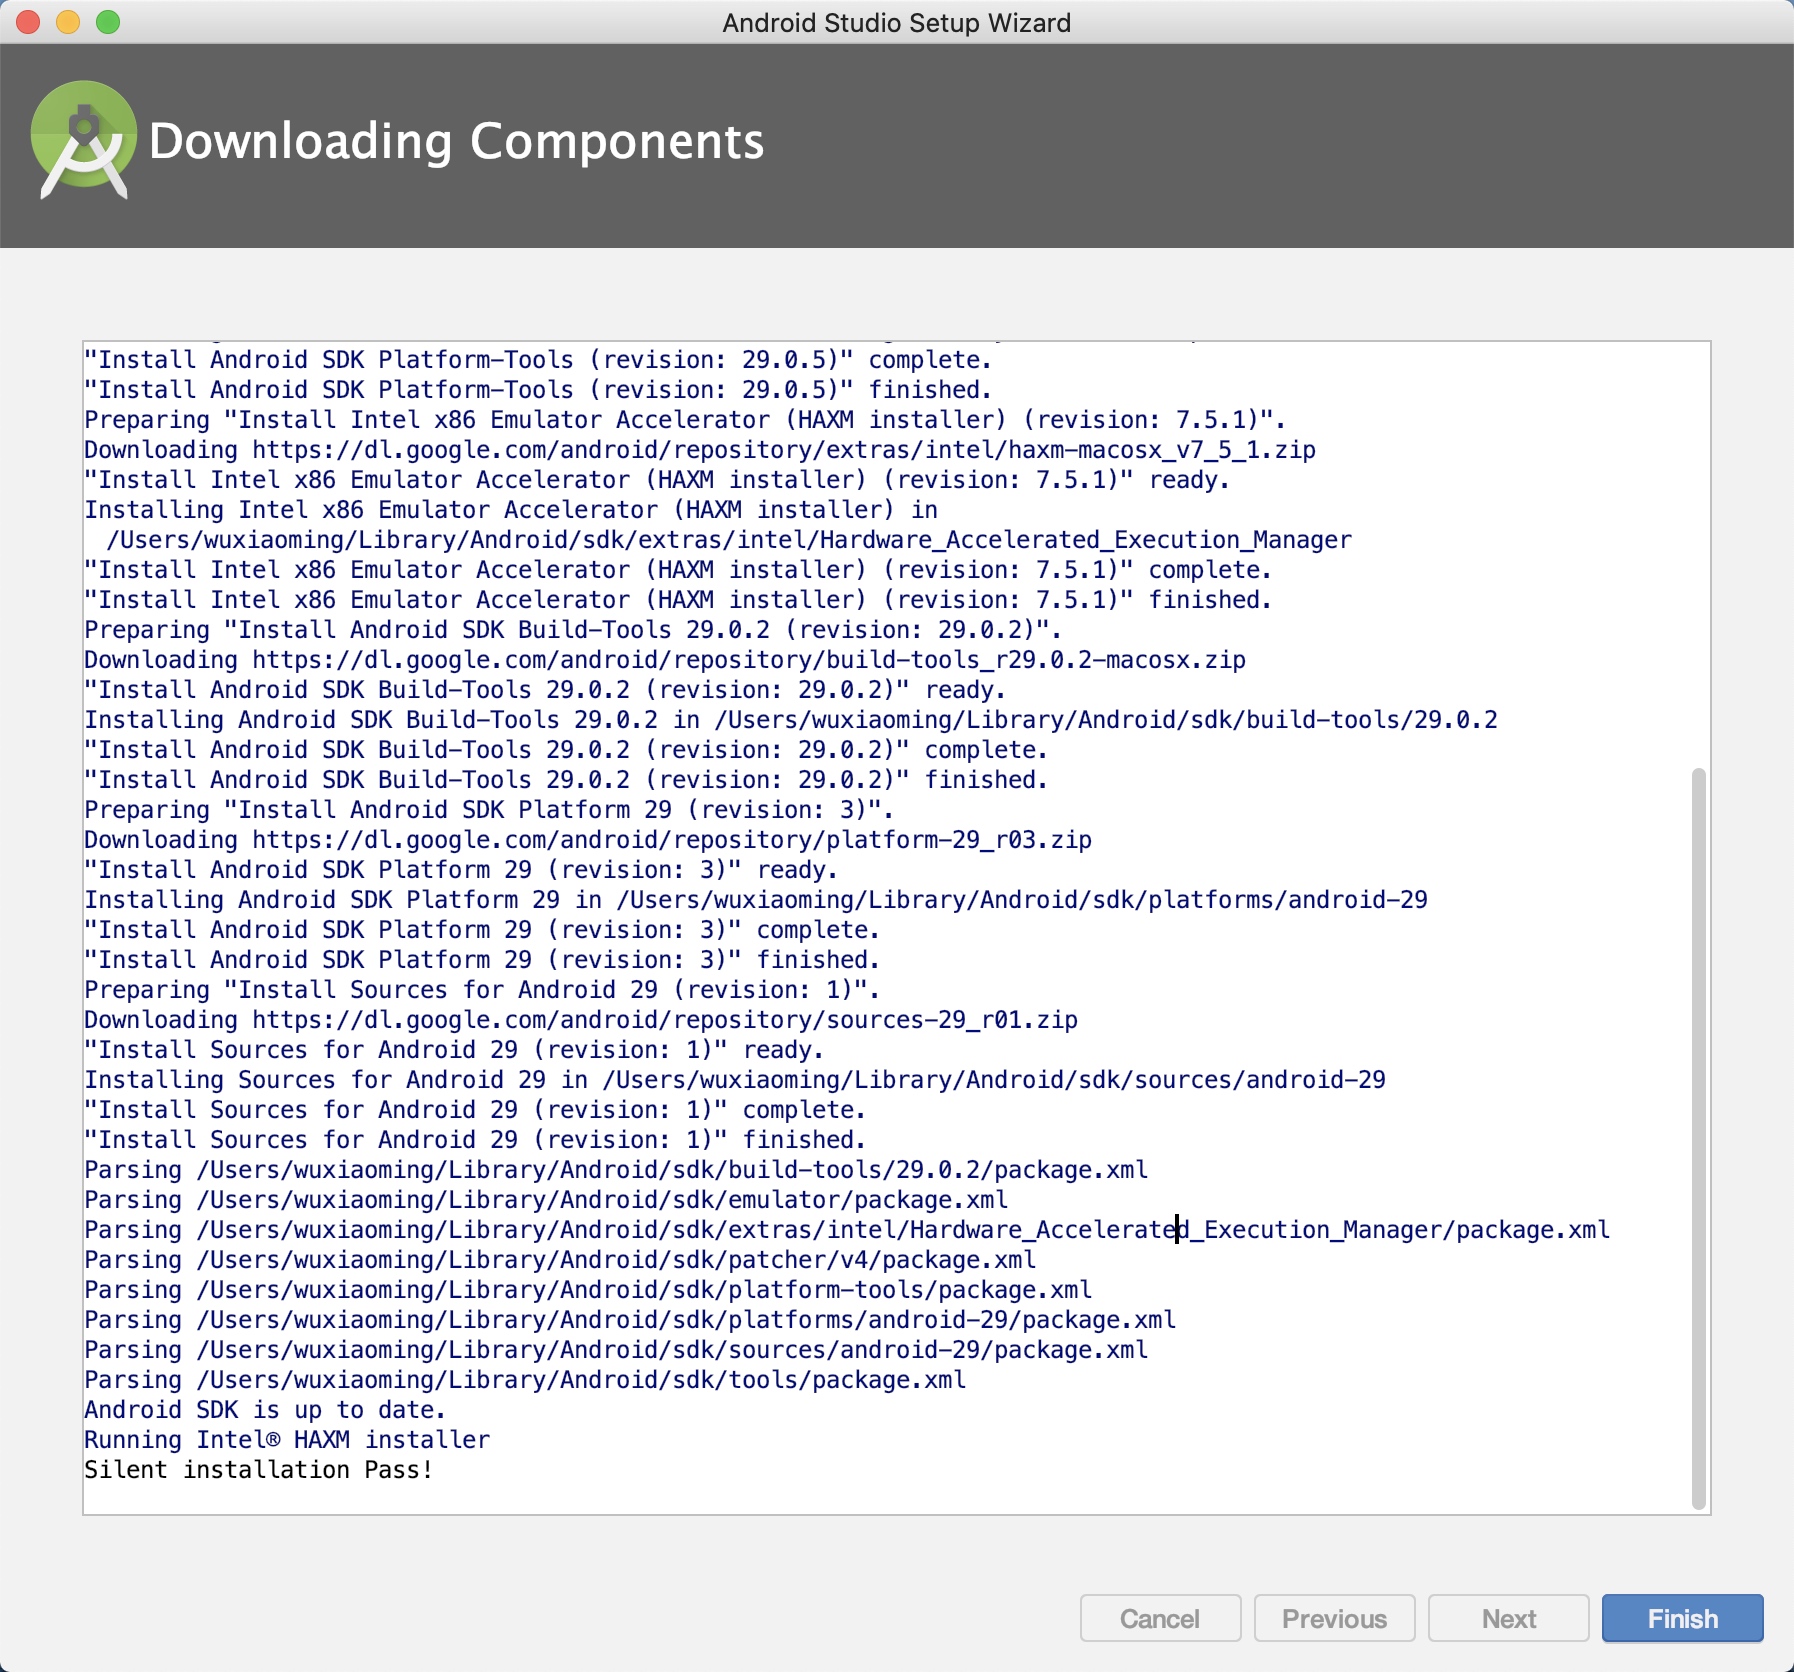 Android Studio Setup Wizard
Downloading Components
"Install Android SDK Platform-Tools (revision: 29.0.5)" complete.
"Install Android SDK Platform-Tools (revision: 29.0.5)" finished.
Preparing "Install Intel x86 Emulator Accelerator (HAXM installer) (revision: 7.5.1)".
Downloading https://dl.google.com/android/repository/extras/intel/haxm-macosx_v7_5_1.zip
"Install Intel x86 Emulator Accelerator (HAXM installer) (revision: 7.5.1)" ready.
Installing Intel x86 Emulator Accelerator (HAXM installer) in
/Users/wuxiaoming/Library/Android/sdk/extras/intel/Hardware_Accelerated_Execution_Manager
"Install Intel x86 Emulator Accelerator (HAXM installer) (revision: 7.5.1)" complete.
"Install Intel x86 Emulator Accelerator (HAXM installer) (revision: 7.5.1)" finished.
Preparing "Install Android SDK Build-Tools 29.0.2 (revision: 29.0.2)".
Downloading https://dl.google.com/android/repository/build-tools_r29.0.2-macosx.zip
"Install Android SDK Build-Tools 29.0.2 (revision: 29.0.2)" ready.
Installing Android SDK Build-Tools 29.0.2 in /Users/wuxiaoming/Library/Android/sdk/build-tools/29.0.2
"Install Android SDK Build-Tools 29.0.2 (revision: 29.0.2)" complete.
"Install Android SDK Build-Tools 29.0.2 (revision: 29.0.2)" finished.
Preparing "Install Android SDK Platform 29 (revision: 3)".
Downloading https://dl.google.com/android/repository/platform-29_r03.zip
"Install Android SDK Platform 29 (revision: 3)" ready.
Installing Android SDK Platform 29 in /Users/wuxiaoming/Library/Android/sdk/platforms/android-29
"Install Android SDK Platform 29 (revision: 3)" complete.
"Install Android SDK Platform 29 (revision: 3)" finished.
Preparing "Install Sources for Android 29 (revision: 1)".
Downloading https://dl.google.com/android/repository/sources-29_r01.zip
"Install Sources for Android 29 (revision: 1)" ready.
Installing Sources for Android 29 in /Users/wuxiaoming/Library/Android/sdk/sources/android-29
"Install Sources for Android 29 (revision: 1)" complete.
"Install Sources for Android 29 (revision: 1)" finished.
Parsing /Users/wuxiaoming/Library/Android/sdk/build-tools/29.0.2/package.xml
Parsing /Users/wuxiaoming/Library/Android/sdk/emulator/package.xml
Parsing /Users/wuxiaoming/Library/Android/sdk/extras/intel/Hardware_Accelerated_Execution_Manager/package.xml
Parsing /Users/wuxiaoming/Library/Android/sdk/patcher/v4/package.xml
Parsing /Users/wuxiaoming/Library/Android/sdk/platform-tools/package.xml
Parsing /Users/wuxiaoming/Library/Android/sdk/platforms/android-29/package.xml
Parsing /Users/wuxiaoming/Library/Android/sdk/sources/android-29/package.xml
Parsing /Users/wuxiaoming/Library/Android/sdk/tools/package.xml
Android SDK is up to date.
Running Intel® HAXM installer
Silent installation Pass!
Cancel Previous Next Finish